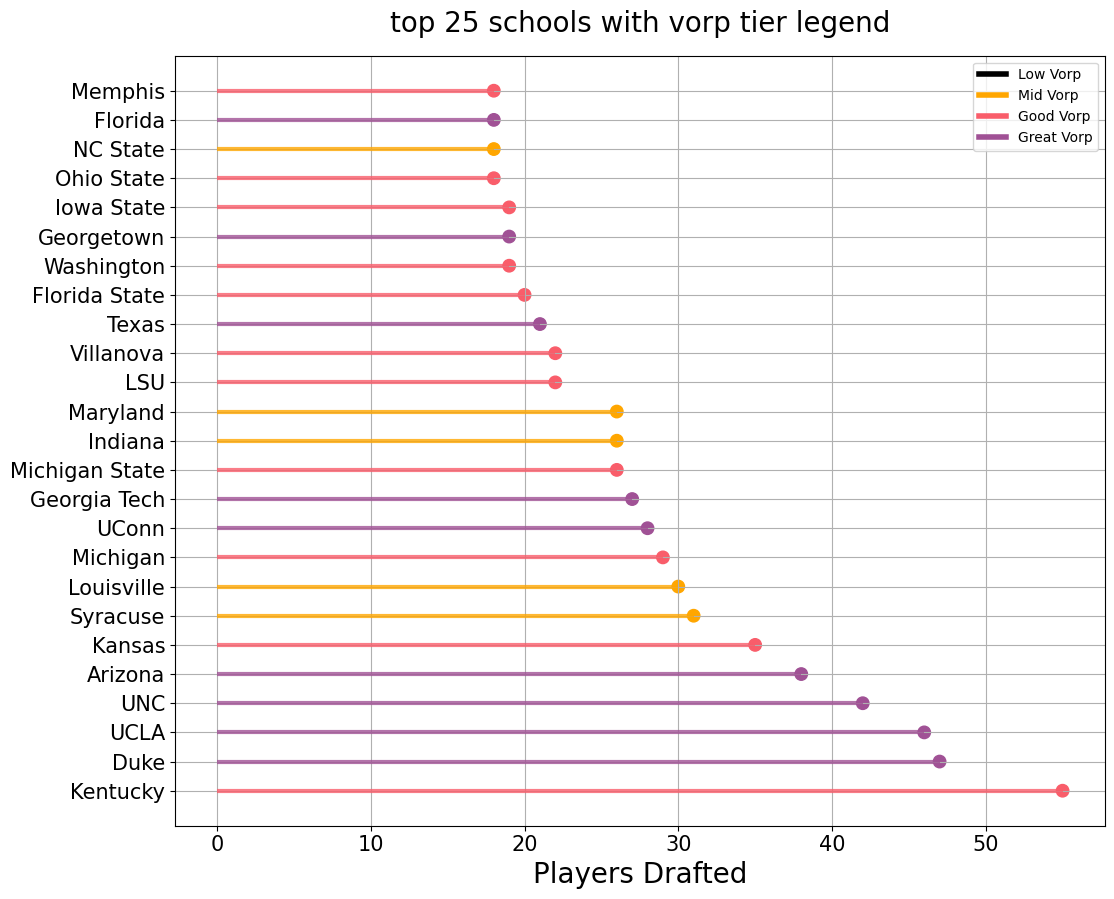 top 25 schools with vorp tier legend
Low Vorp
Mid Vorp
Good Vorp
Great Vorp
Memphis
Florida
NC State
Ohio State
Iowa State
Georgetown
Washington
Florida State
Texas
Villanova
LSU
Maryland
Indiana
Michigan State
Georgia Tech
UConn
Michigan
Louisville
Syracuse
Kansas
Arizona
UNC
UCLA
Duke
Kentucky
0 10 20 30 40 50
Players Drafted